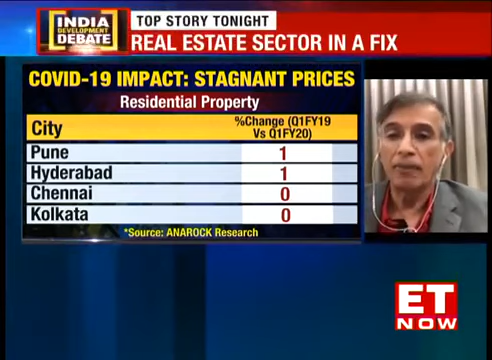 INDIA
DEVELOPMENT
DEBATE
TOP STORY TONIGHT
REAL ESTATE SECTOR IN A FIX
COVID-19 IMPACT: STAGNANT PRICES
Residential Property
City %Change (Q1FY19 Vs Q1FY20)
Pune 1
Hyderabad 1
Chennai 0
Kolkata 0
*Source: ANAROCK Research
ET
NOW